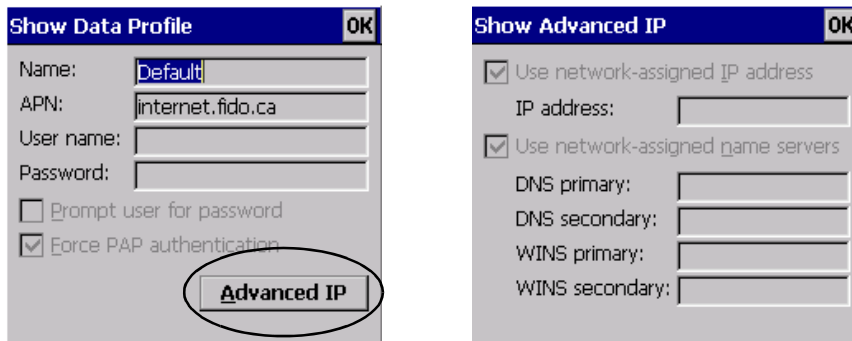 Show Data Profile OK
Name: Default
APN: internet.fido.ca
User name:
Password:
Prompt user for password
Force PAP authentication
Advanced IP
Show Advanced IP OK
Use network-assigned IP address
IP address:
Use network-assigned name servers
DNS primary:
DNS secondary:
WINS primary:
WINS secondary: